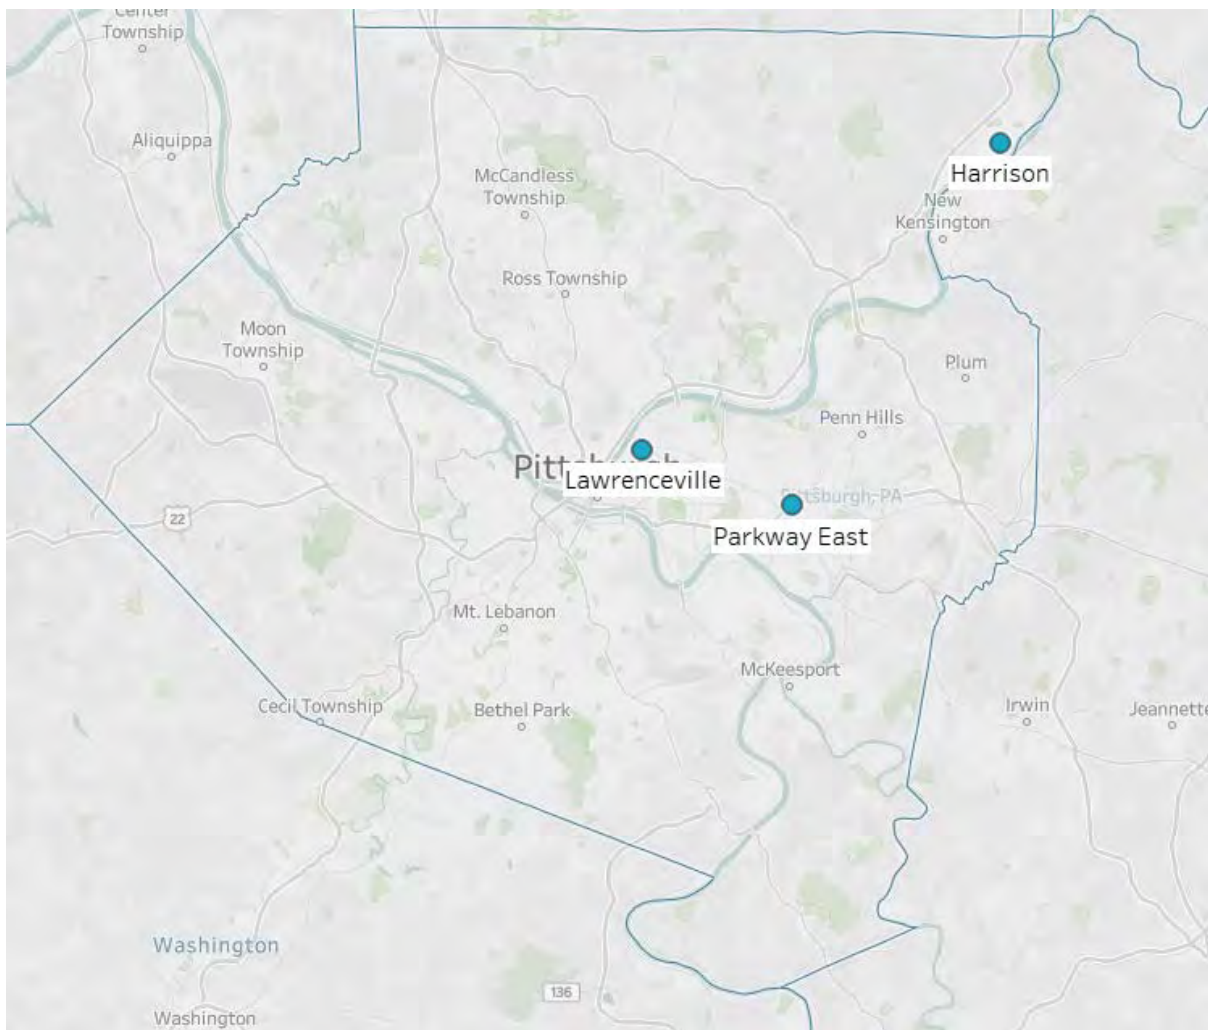 Center
Township
Aliquippa
McCandless
Township
Harrison
New
Kensington
Ross Township
Moon
Township
Plum
Penn Hills
Pittsburgh
Lawrenceville
Pittsburgh, PA
22
Parkway East
Mt. Lebanon
McKeesport
Cecil Township
Bethel Park
Irwin
Jeannette
Washington
136
Washington